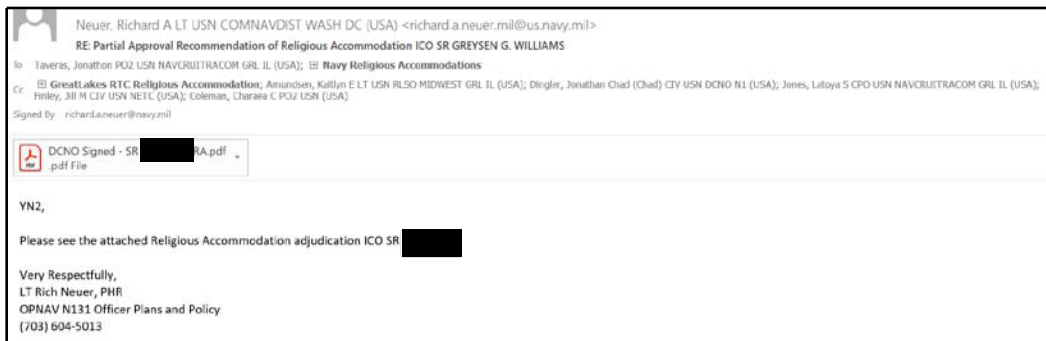 Neuer, Richard A LT USN COMNAVDIST WASH DC (USA) <richard.a.neuer.mil@us.navy.mil>
RE: Partial Approval Recommendation of Religious Accommodation ICO SR GREYSEN G. WILLIAMS
To Taveras, Jonathon PO2 USN NAVCRUITRACOM GRL IL (USA); Navy Religious Accommodations
Cc GreatLakes RTC Religious Accommodation; Amundsen, Kaitlyn E LT USN RLSO MIDWEST GRL IL (USA); Dingler, Jonathan Chad (Chad) CIV USN DCNO N1 (USA); Jones, Latoya S CPO USN NAVCRUITRACOM GRL IL (USA);
Finley, Jill M CIV USN NETC (USA); Coleman, Charaea C PO2 USN (USA)
Signed By richard.a.neuer@navy.mil
DCNO Signed - SR RA.pdf
.pdf File
YN2,
Please see the attached Religious Accommodation adjudication ICO SR
Very Respectfully,
LT Rich Neuer, PHR
OPNAV N131 Officer Plans and Policy
(703) 604-5013